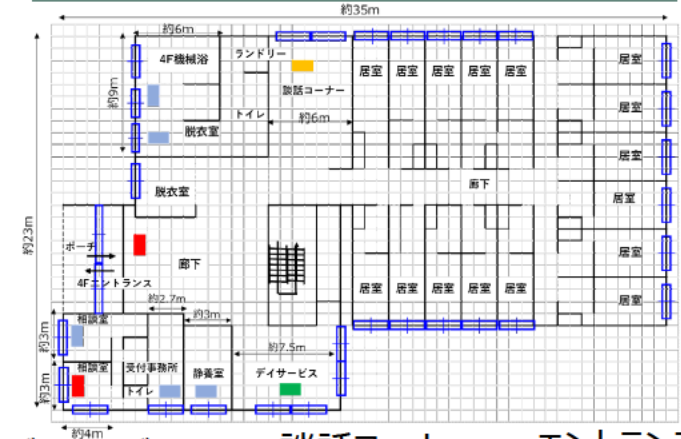 約35m
約6m
4F機械浴
ランドリー
居室 居室 居室 居室 居室
居室
談話コーナー
約9m
居室
トイレ
約6m
脱衣室
居室
脱衣室
廊下
居室
約23m
ポーチ
居室
廊下
4Fエントランス
居室 居室 居室 居室 居室
居室
約2.7m
相談室
約3m
約3m
約7.5m
相談室
受付事務所
静養室
デイサービス
約3m
トイレ
約4m